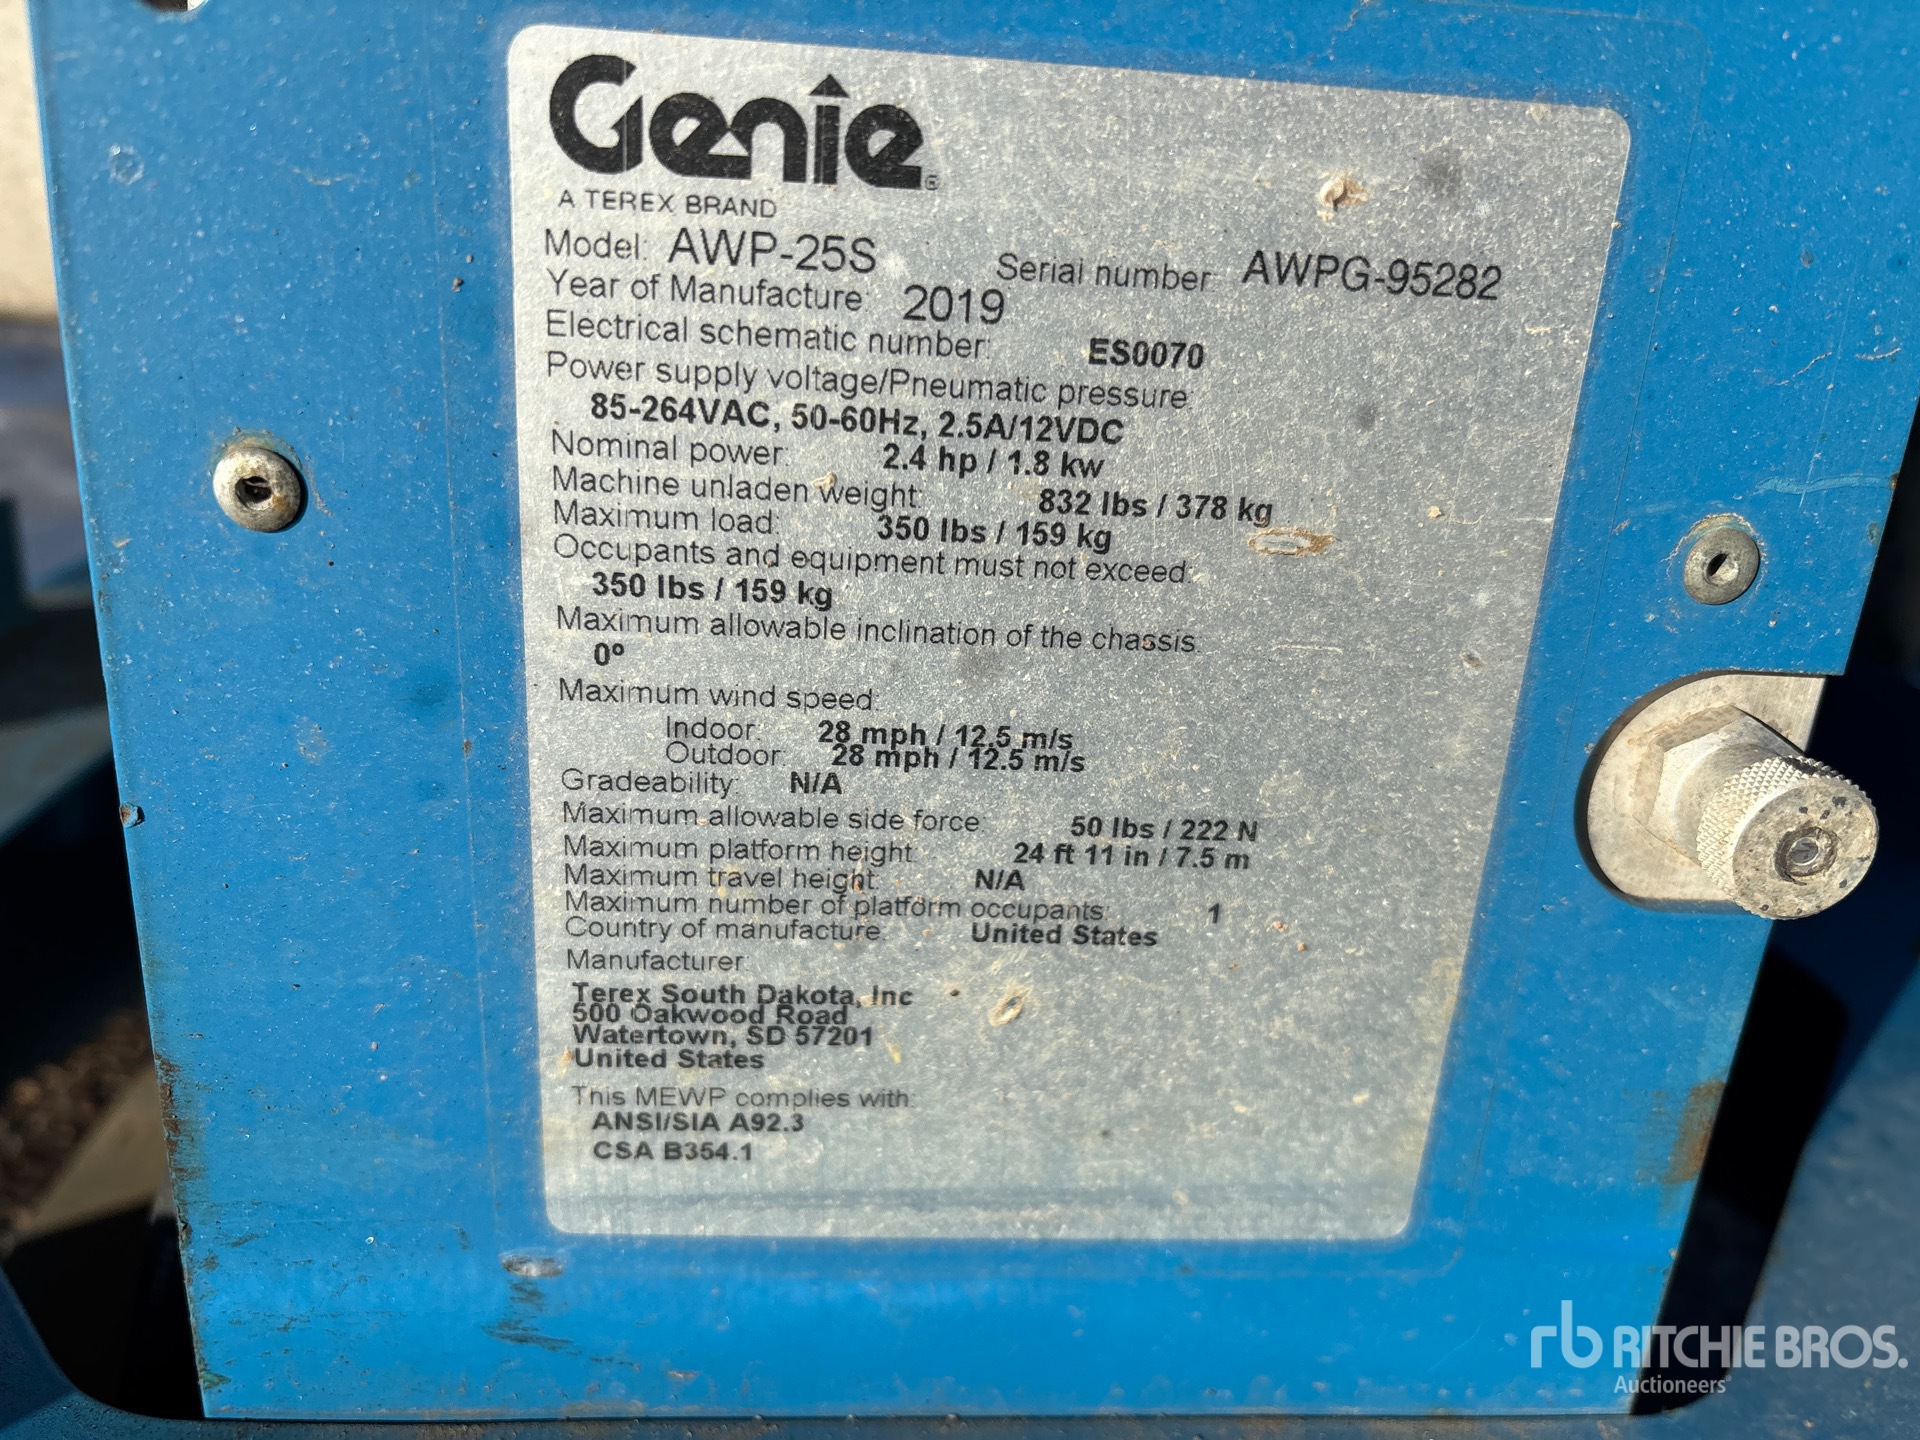 Genie®
A TEREX BRAND
Model: AWP-25S Serial number: AWPG-95282
Year of Manufacture: 2019
Electrical schematic number: ES0070
Power supply voltage/Pneumatic pressure:
85-264VAC, 50-60Hz, 2.5A/12VDC
Nominal power: 2.4 hp / 1.8 kw
Machine unladen weight: 832 lbs / 378 kg
Maximum load: 350 lbs / 159 kg
Occupants and equipment must not exceed:
350 lbs / 159 kg
Maximum allowable inclination of the chassis:
0°
Maximum wind speed:
Indoor: 28 mph / 12.5 m/s
Outdoor: 28 mph / 12.5 m/s
Gradeability: N/A
Maximum allowable side force: 50 lbs / 222 N
Maximum platform height: 24 ft 11 in / 7.5 m
Maximum travel height: N/A
Maximum number of platform occupants: 1
Country of manufacture: United States
Manufacturer:
Terex South Dakota, Inc
500 Oakwood Road
Watertown, SD 57201
United States
This MEWP complies with:
ANSI/SIA A92.3
CSA B354.1
rb RITCHIE BROS.
Auctioneers